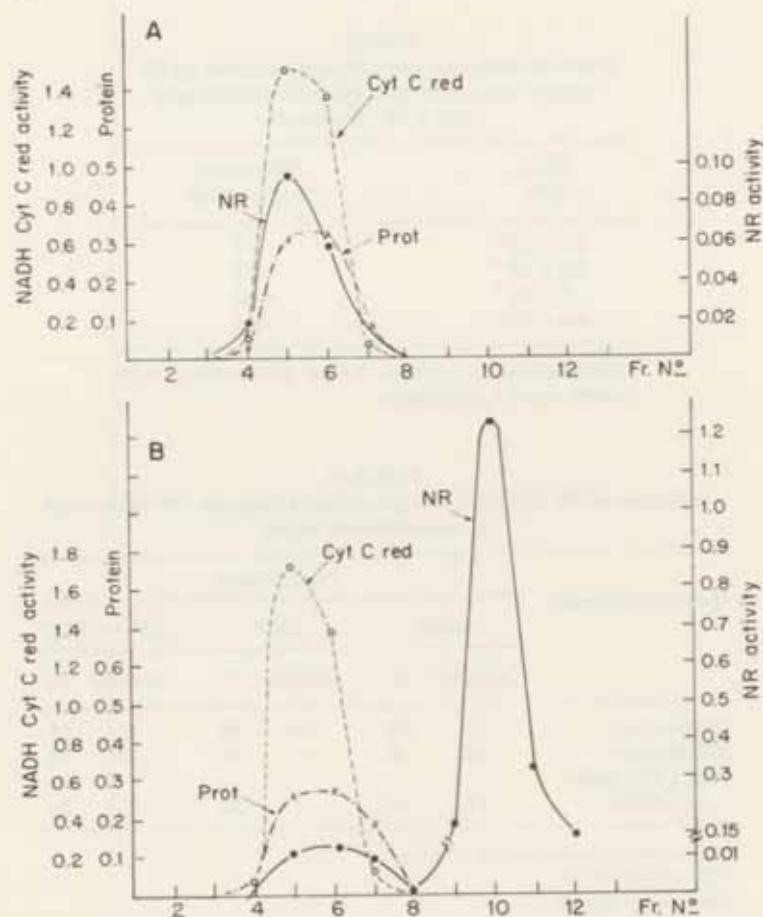 A
Cyt C red
NR
Prot
NADH Cyt C red activity
1.4
1.2
1.0
0.8
0.6
0.4
0.2
Protein
0.5
0.4
0.3
0.2
0.1
NR activity
0.10
0.08
0.06
0.04
0.02
2 4 6 8 10 12 Fr. Nº
B
NR
Cyt C red
Prot
NADH Cyt C red activity
1.8
1.6
1.4
1.2
1.0
0.8
0.6
0.4
0.2
Protein
0.6
0.5
0.4
0.3
0.2
0.1
NR activity
1.2
1.1
1.0
0.9
0.8
0.7
0.6
0.5
0.4
0.3
0.15
0.01
2 4 6 8 10 12 Fr. Nº